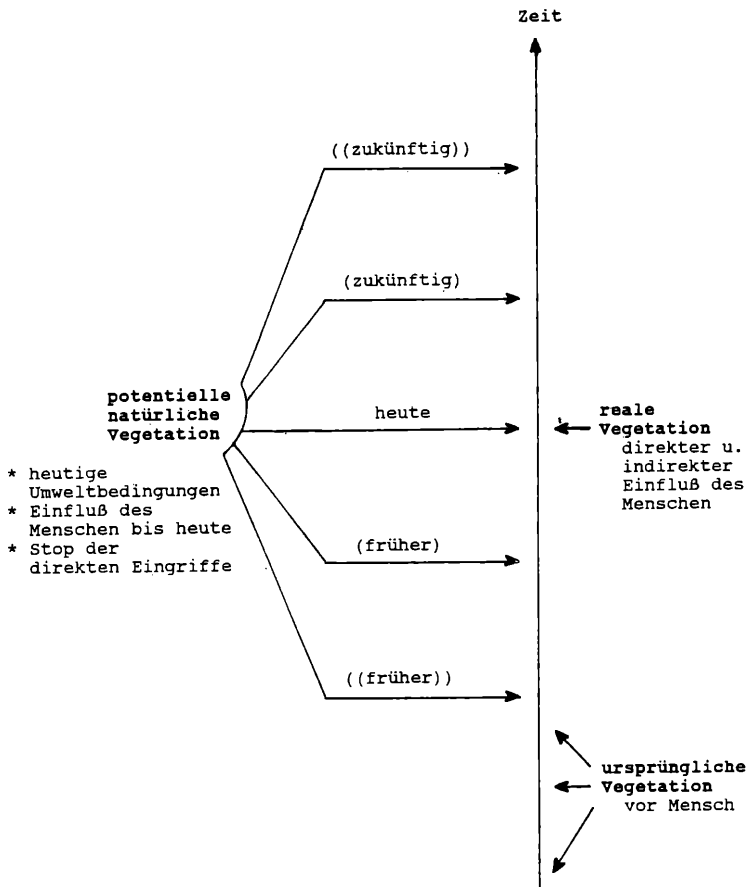 Zeit
((zukünftig))
(zukünftig)
potentielle
natürliche
Vegetation
heute
reale
Vegetation
direkter u.
indirekter
Einfluß des
Menschen
* heutige
Umweltbedingungen
* Einfluß des
Menschen bis heute
* Stop der
direkten Eingriffe
(früher)
((früher))
ursprüngliche
Vegetation
vor Mensch